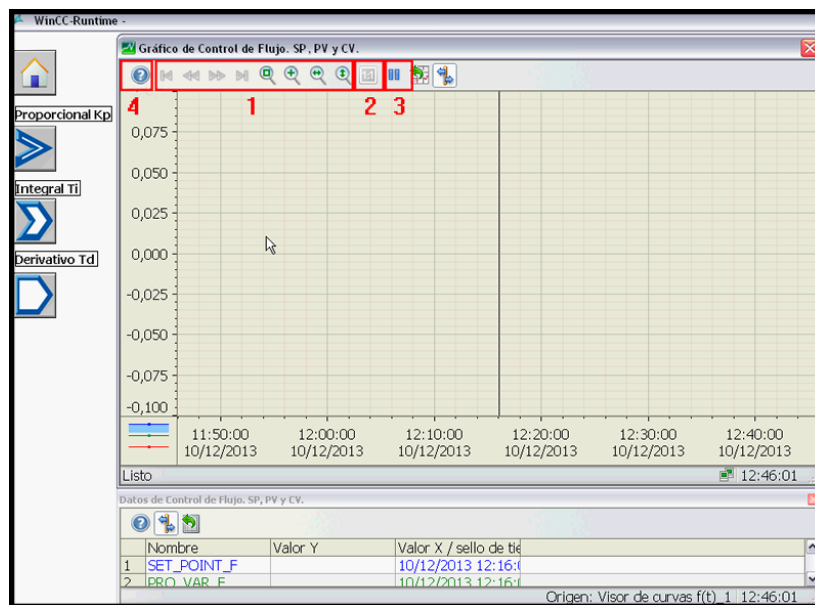 WinCC-Runtime -
Gráfico de Control de Flujo. SP, PV y CV.
4 1 2 3
Proporcional Kp
Integral Ti
Derivativo Td
0,075
0,050
0,025
0,000
-0,025
-0,050
-0,075
-0,100
11:50:00 12:00:00 12:10:00 12:20:00 12:30:00 12:40:00
10/12/2013 10/12/2013 10/12/2013 10/12/2013 10/12/2013 10/12/2013
Listo 12:46:01
Datos de Control de Flujo. SP, PV y CV.
Nombre Valor Y Valor X / sello de tie
1 SET_POINT_F 10/12/2013 12:16:0
2 PRO_VAR_F 10/12/2013 12:16:0
Origen: Visor de curvas f(t)_1 12:46:01